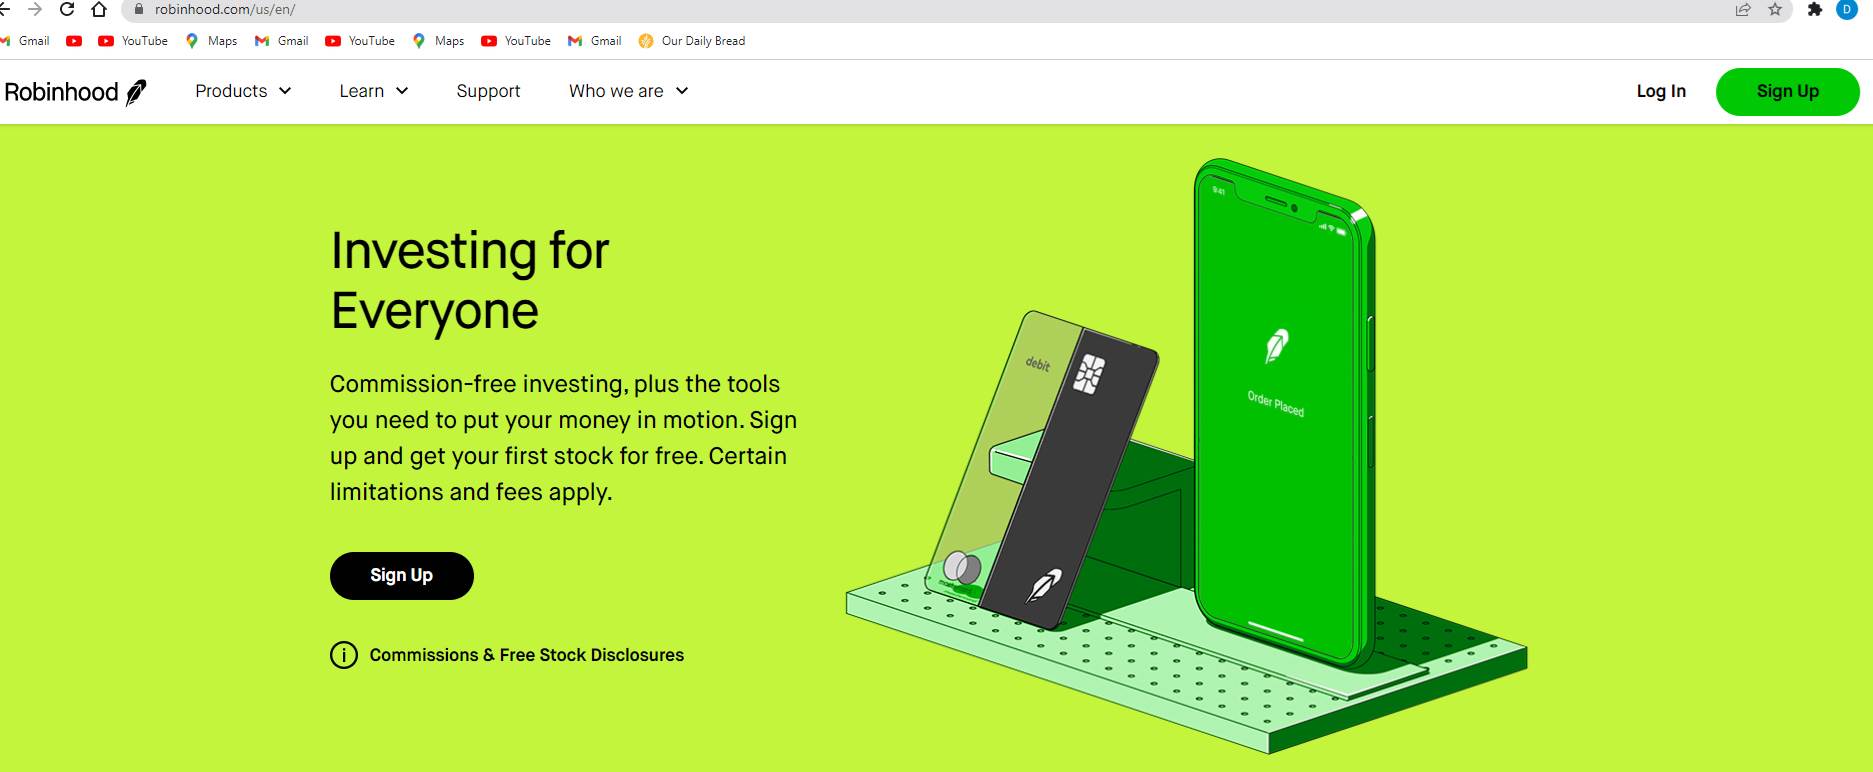 robinhood.com/us/en/
D
Gmail YouTube Maps Gmail YouTube Maps YouTube Gmail Our Daily Bread
Robinhood Products Learn Support Who we are Log In Sign Up
Investing for
Everyone
Commission-free investing, plus the tools
you need to put your money in motion. Sign
up and get your first stock for free. Certain
limitations and fees apply.
Sign Up
Commissions & Free Stock Disclosures
debit
mastercard
9:41
Order Placed